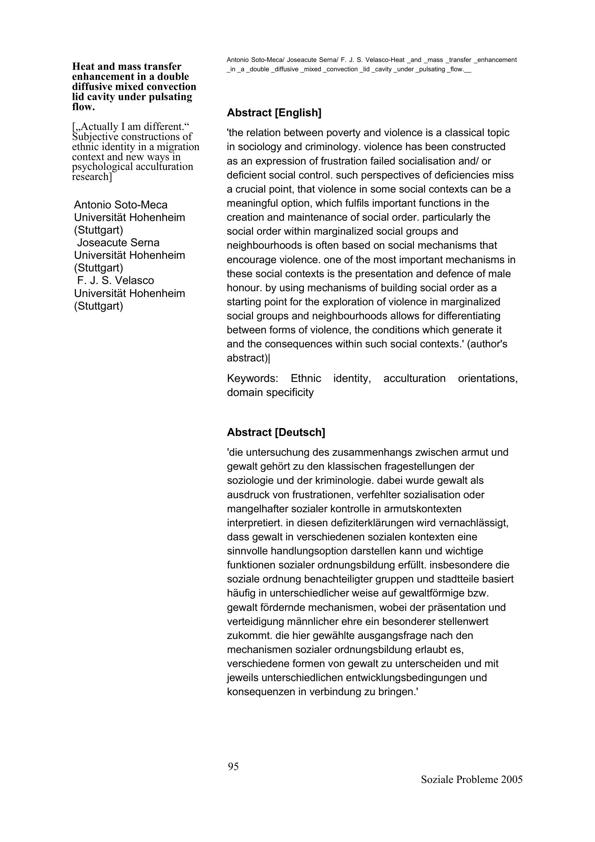 Antonio Soto-Meca/ Joseacute Serna/ F. J. S. Velasco-Heat _and _mass _transfer _enhancement
_in _a _double _diffusive _mixed _convection _lid _cavity _under _pulsating _flow.__
Heat and mass transfer
enhancement in a double
diffusive mixed convection
lid cavity under pulsating
flow.
[„Actually I am different.“
Subjective constructions of
ethnic identity in a migration
context and new ways in
psychological acculturation
research]
Antonio Soto-Meca
Universität Hohenheim
(Stuttgart)
Joseacute Serna
Universität Hohenheim
(Stuttgart)
F. J. S. Velasco
Universität Hohenheim
(Stuttgart)
Abstract [English]
'the relation between poverty and violence is a classical topic
in sociology and criminology. violence has been constructed
as an expression of frustration failed socialisation and/ or
deficient social control. such perspectives of deficiencies miss
a crucial point, that violence in some social contexts can be a
meaningful option, which fulfils important functions in the
creation and maintenance of social order. particularly the
social order within marginalized social groups and
neighbourhoods is often based on social mechanisms that
encourage violence. one of the most important mechanisms in
these social contexts is the presentation and defence of male
honour. by using mechanisms of building social order as a
starting point for the exploration of violence in marginalized
social groups and neighbourhoods allows for differentiating
between forms of violence, the conditions which generate it
and the consequences within such social contexts.' (author's
abstract)|
Keywords: Ethnic identity, acculturation orientations,
domain specificity
Abstract [Deutsch]
'die untersuchung des zusammenhangs zwischen armut und
gewalt gehört zu den klassischen fragestellungen der
soziologie und der kriminologie. dabei wurde gewalt als
ausdruck von frustrationen, verfehlter sozialisation oder
mangelhafter sozialer kontrolle in armutskontexten
interpretiert. in diesen defiziterklärungen wird vernachlässigt,
dass gewalt in verschiedenen sozialen kontexten eine
sinnvolle handlungsoption darstellen kann und wichtige
funktionen sozialer ordnungsbildung erfüllt. insbesondere die
soziale ordnung benachteiligter gruppen und stadtteile basiert
häufig in unterschiedlicher weise auf gewaltförmige bzw.
gewalt fördernde mechanismen, wobei der präsentation und
verteidigung männlicher ehre ein besonderer stellenwert
zukommt. die hier gewählte ausgangsfrage nach den
mechanismen sozialer ordnungsbildung erlaubt es,
verschiedene formen von gewalt zu unterscheiden und mit
jeweils unterschiedlichen entwicklungsbedingungen und
konsequenzen in verbindung zu bringen.'
95
Soziale Probleme 2005